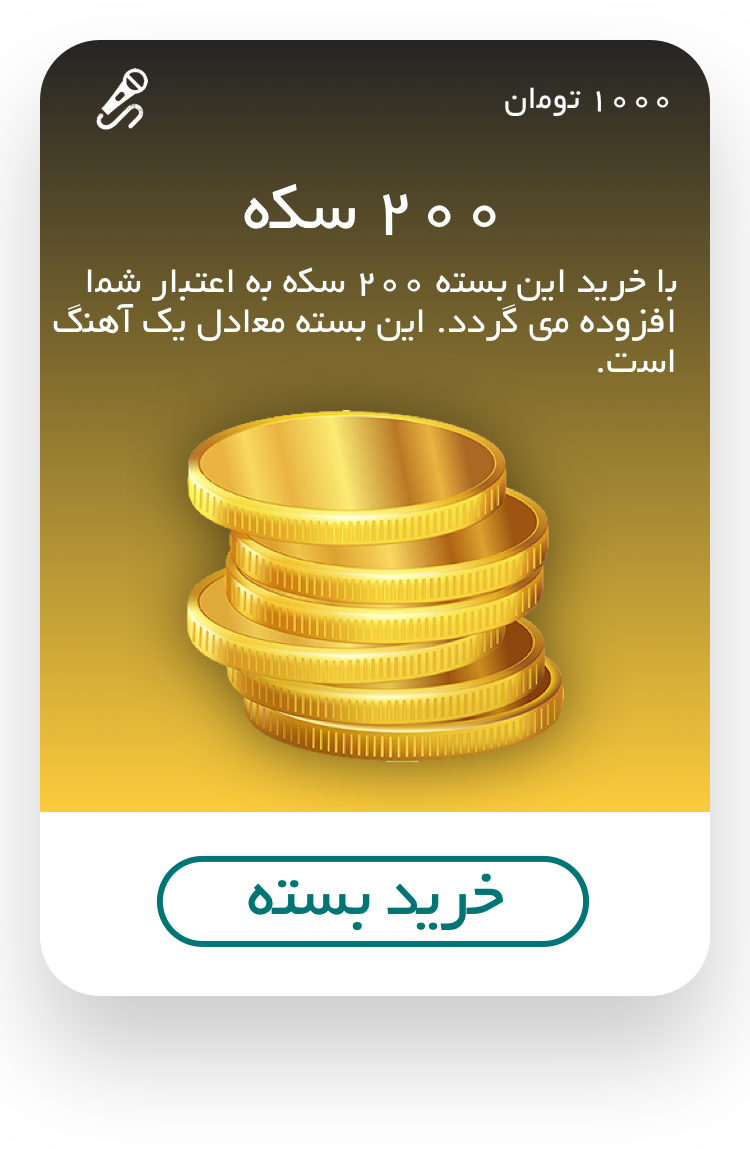 ۱۰۰۰ تومان
۲۰۰ سکه
با خرید این بسته ۲۰۰ سکه به اعتبار شما
افزوده می گردد. این بسته معادل یک آهنگ
است.
خرید بسته